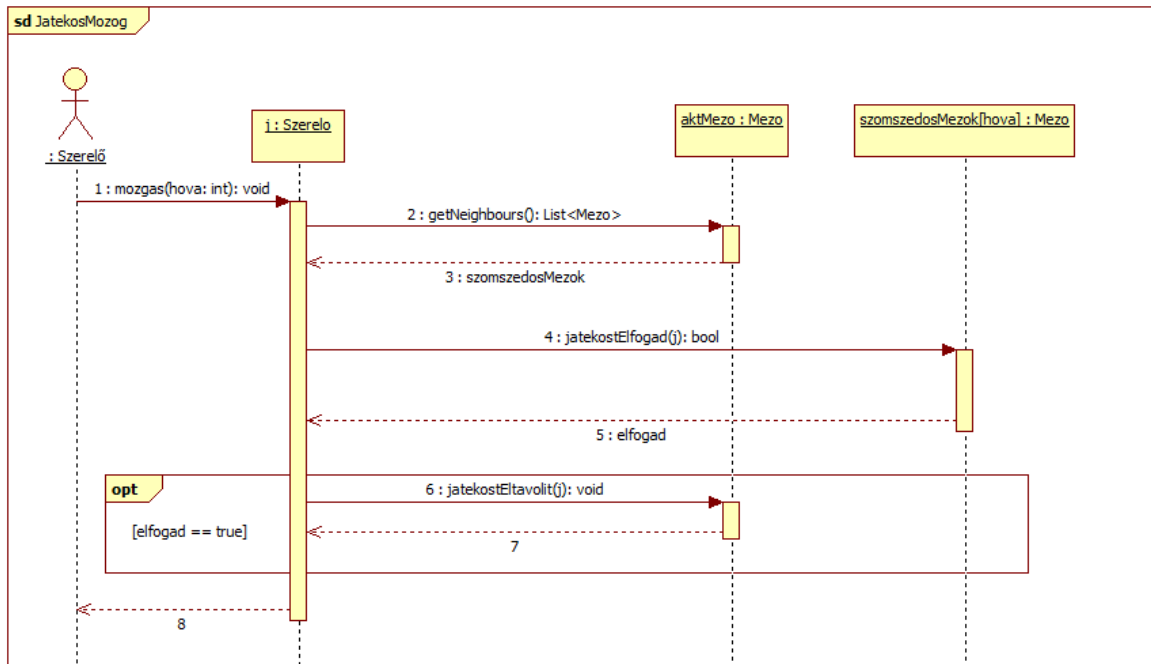 sd JatekosMozog
: Szerelő
j : Szerelo
aktMezo : Mezo
szomszedosMezok[hova] : Mezo
1 : mozgas(hova: int): void
2 : getNeighbours(): List<Mezo>
3 : szomszedosMezok
4 : jatekostElfogad(j): bool
5 : elfogad
opt
6 : jatekostEltavolit(j): void
[elfogad == true]
7
8